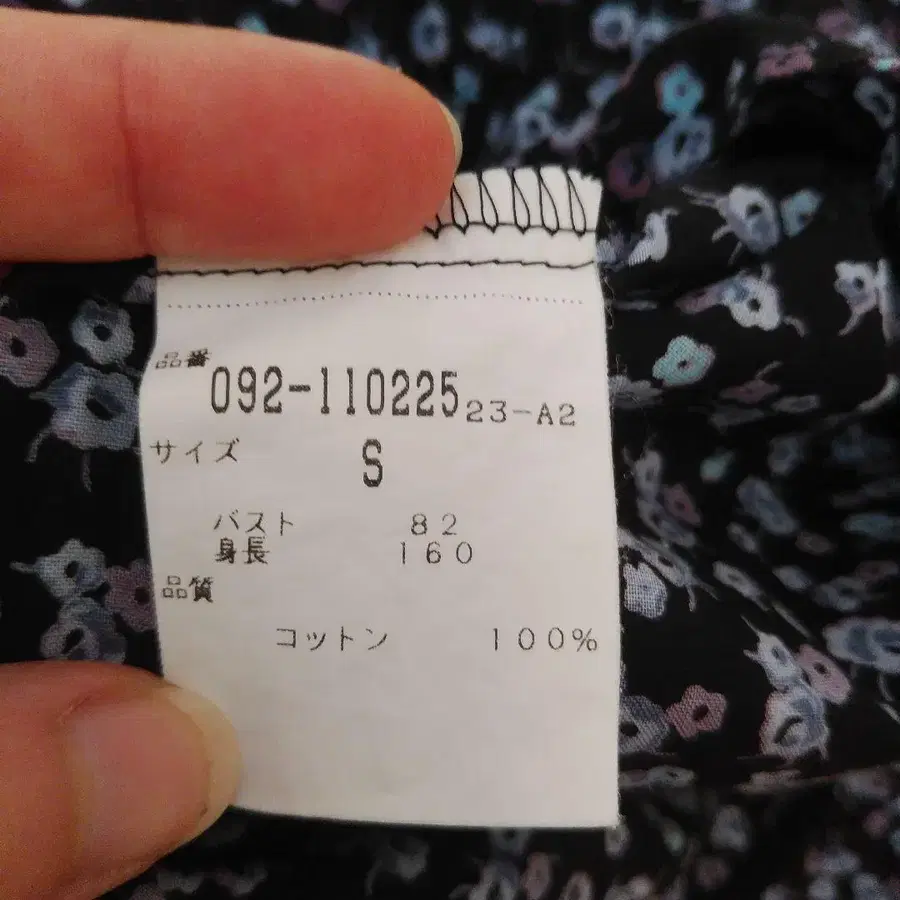 品番
092-110225 23-A2
サイズ S
バスト 82
身長 160
品質
コットン 100%